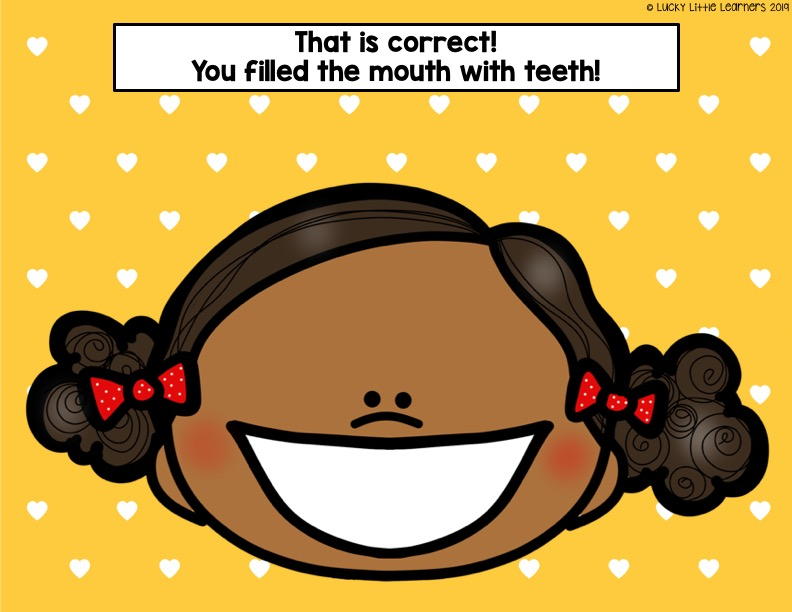 © Lucky Little Learners 2019
That is correct!
You filled the mouth with teeth!